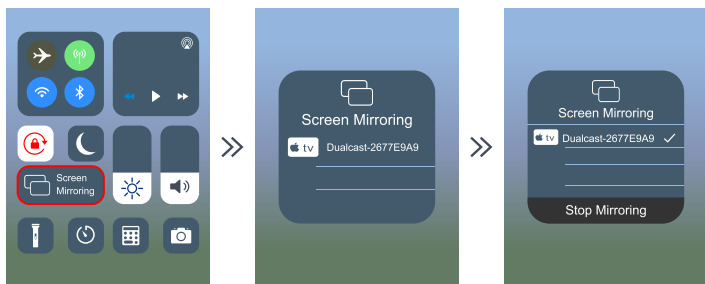 Screen
Mirroring
Screen Mirroring
tv Dualcast-2677E9A9
Screen Mirroring
tv Dualcast-2677E9A9
Stop Mirroring